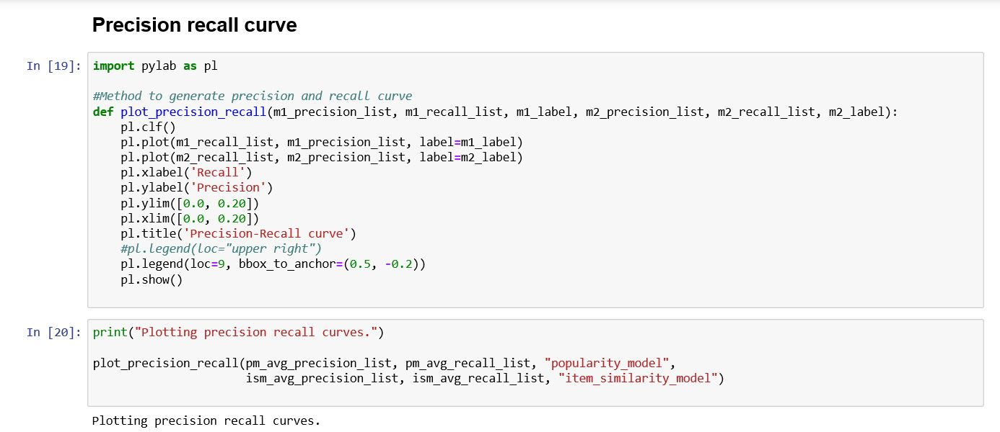 Precision recall curve
In [19]: import pylab as pl
#Method to generate precision and recall curve
def plot_precision_recall(m1_precision_list, m1_recall_list, m1_label, m2_precision_list, m2_recall_list, m2_label):
    pl.clf()
    pl.plot(m1_recall_list, m1_precision_list, label=m1_label)
    pl.plot(m2_recall_list, m2_precision_list, label=m2_label)
    pl.xlabel('Recall')
    pl.ylabel('Precision')
    pl.ylim([0.0, 0.20])
    pl.xlim([0.0, 0.20])
    pl.title('Precision-Recall curve')
    #pl.legend(loc="upper right")
    pl.legend(loc=9, bbox_to_anchor=(0.5, -0.2))
    pl.show()
In [20]: print("Plotting precision recall curves.")
plot_precision_recall(pm_avg_precision_list, pm_avg_recall_list, "popularity_model",
                      ism_avg_precision_list, ism_avg_recall_list, "item_similarity_model")
Plotting precision recall curves.